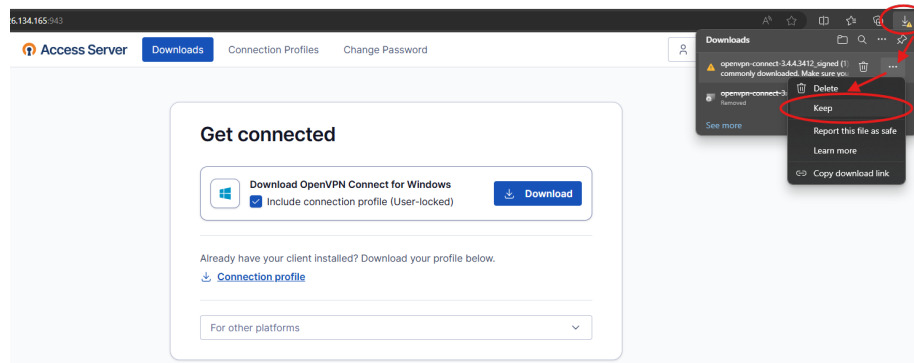 6.134.165:943
Access Server
Downloads
Connection Profiles
Change Password
Downloads
openvpn-connect-3.4.4.3412_signed (1)
commonly downloaded. Make sure you
openvpn-connect-3.
Removed
See more
Delete
Keep
Report this file as safe
Learn more
Copy download link
Get connected
Download OpenVPN Connect for Windows
Include connection profile (User-locked)
Download
Already have your client installed? Download your profile below.
Connection profile
For other platforms